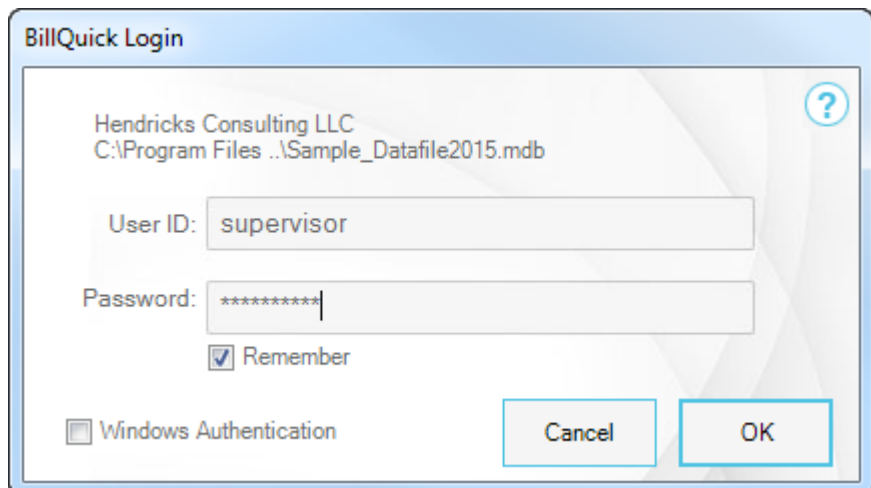 BillQuick Login
?
Hendricks Consulting LLC
C:\Program Files ..\Sample_Datafile2015.mdb
User ID: supervisor
Password: **********
Remember
Windows Authentication
Cancel
OK